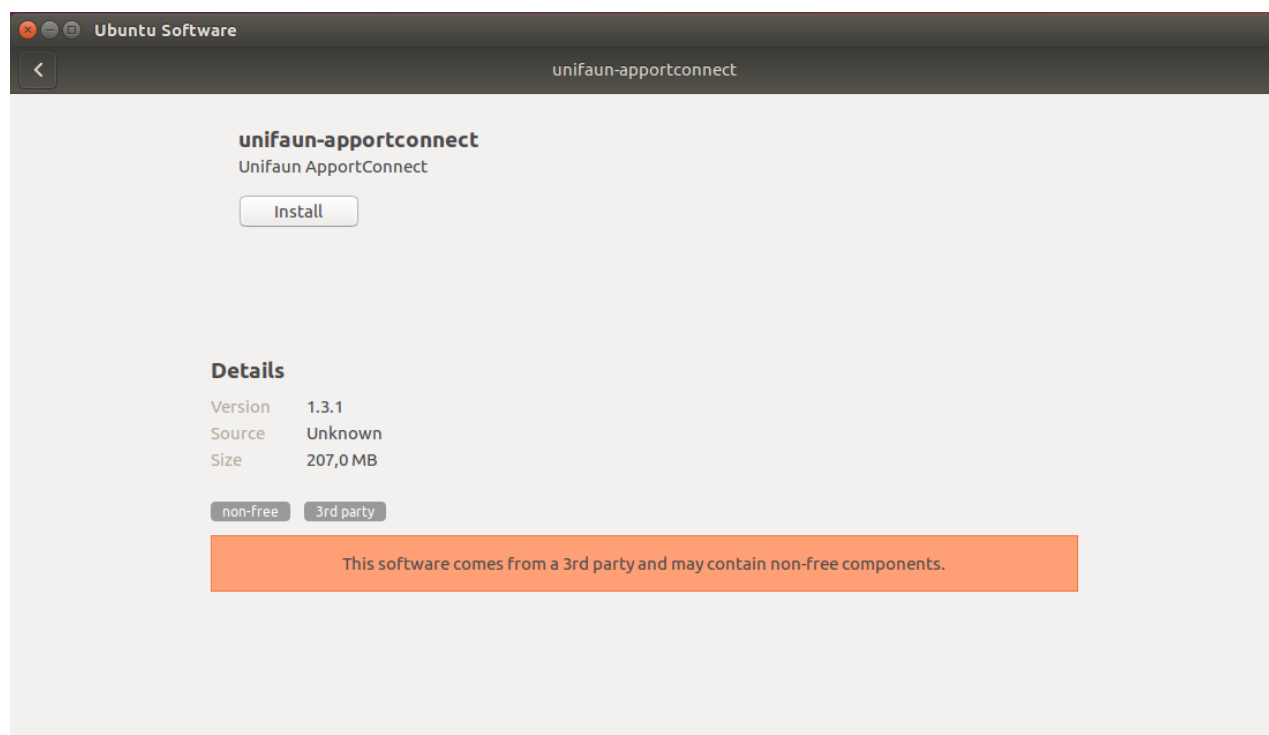 Ubuntu Software
unifaun-apportconnect
unifaun-apportconnect
Unifaun ApportConnect
Install
Details
Version 1.3.1
Source Unknown
Size 207,0 MB
non-free 3rd party
This software comes from a 3rd party and may contain non-free components.